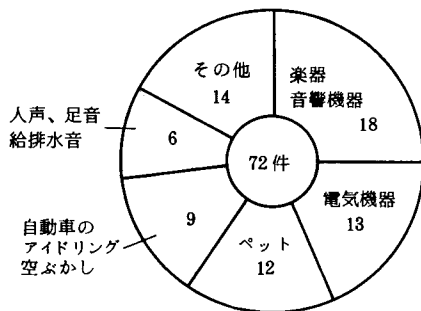 楽器
音響機器
18
電気機器
13
ペット
12
自動車の
アイドリング
空ぶかし
9
人声、足音
給排水音
6
その他
14
72件